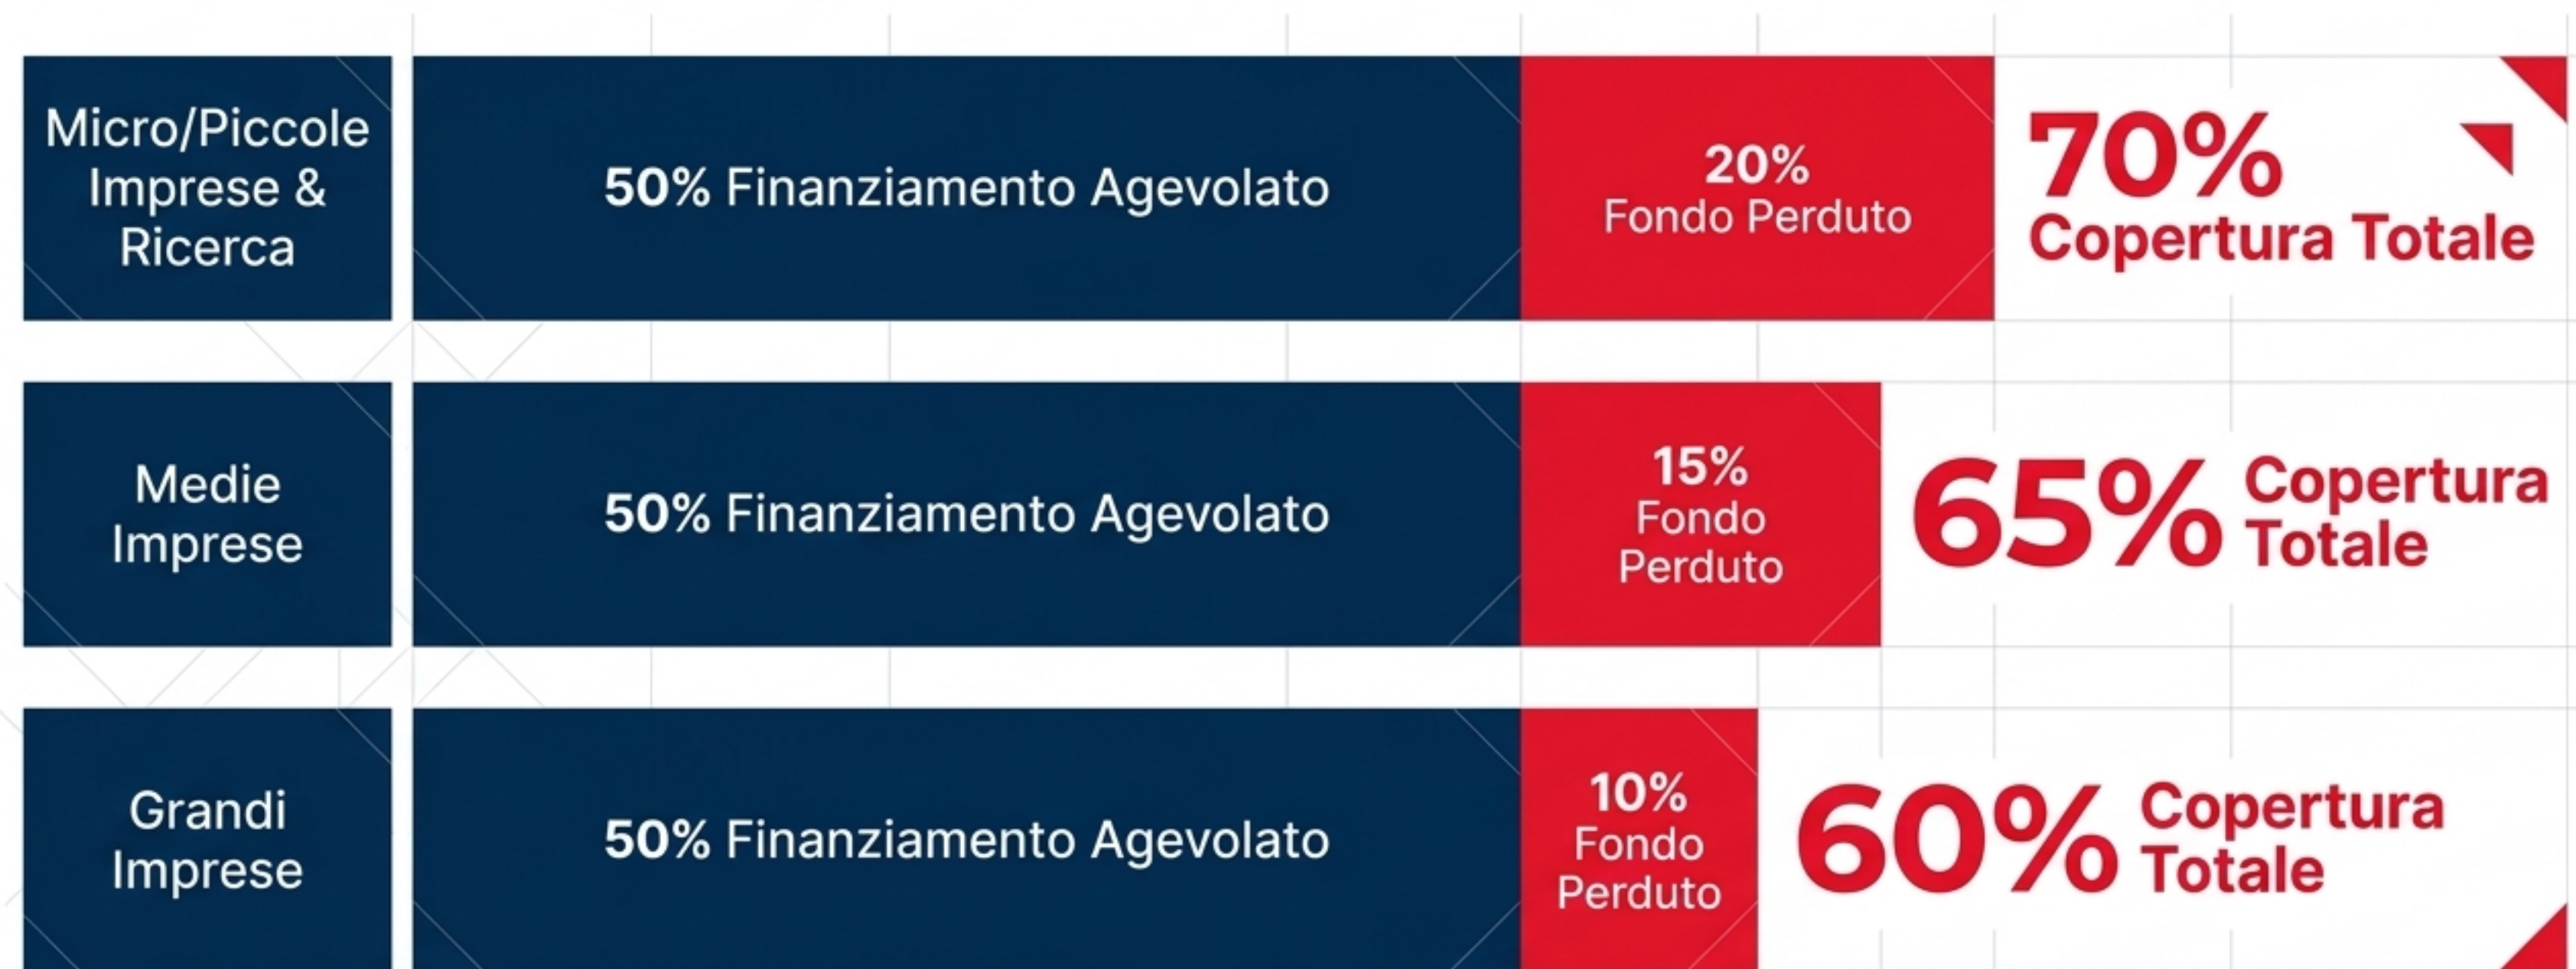 Micro/Piccole
Imprese &
Ricerca
50% Finanziamento Agevolato
20%
Fondo Perduto
70%
Copertura Totale
Medie
Imprese
50% Finanziamento Agevolato
15%
Fondo
Perduto
65%
Copertura
Totale
Grandi
Imprese
50% Finanziamento Agevolato
10%
Fondo
Perduto
60%
Copertura
Totale